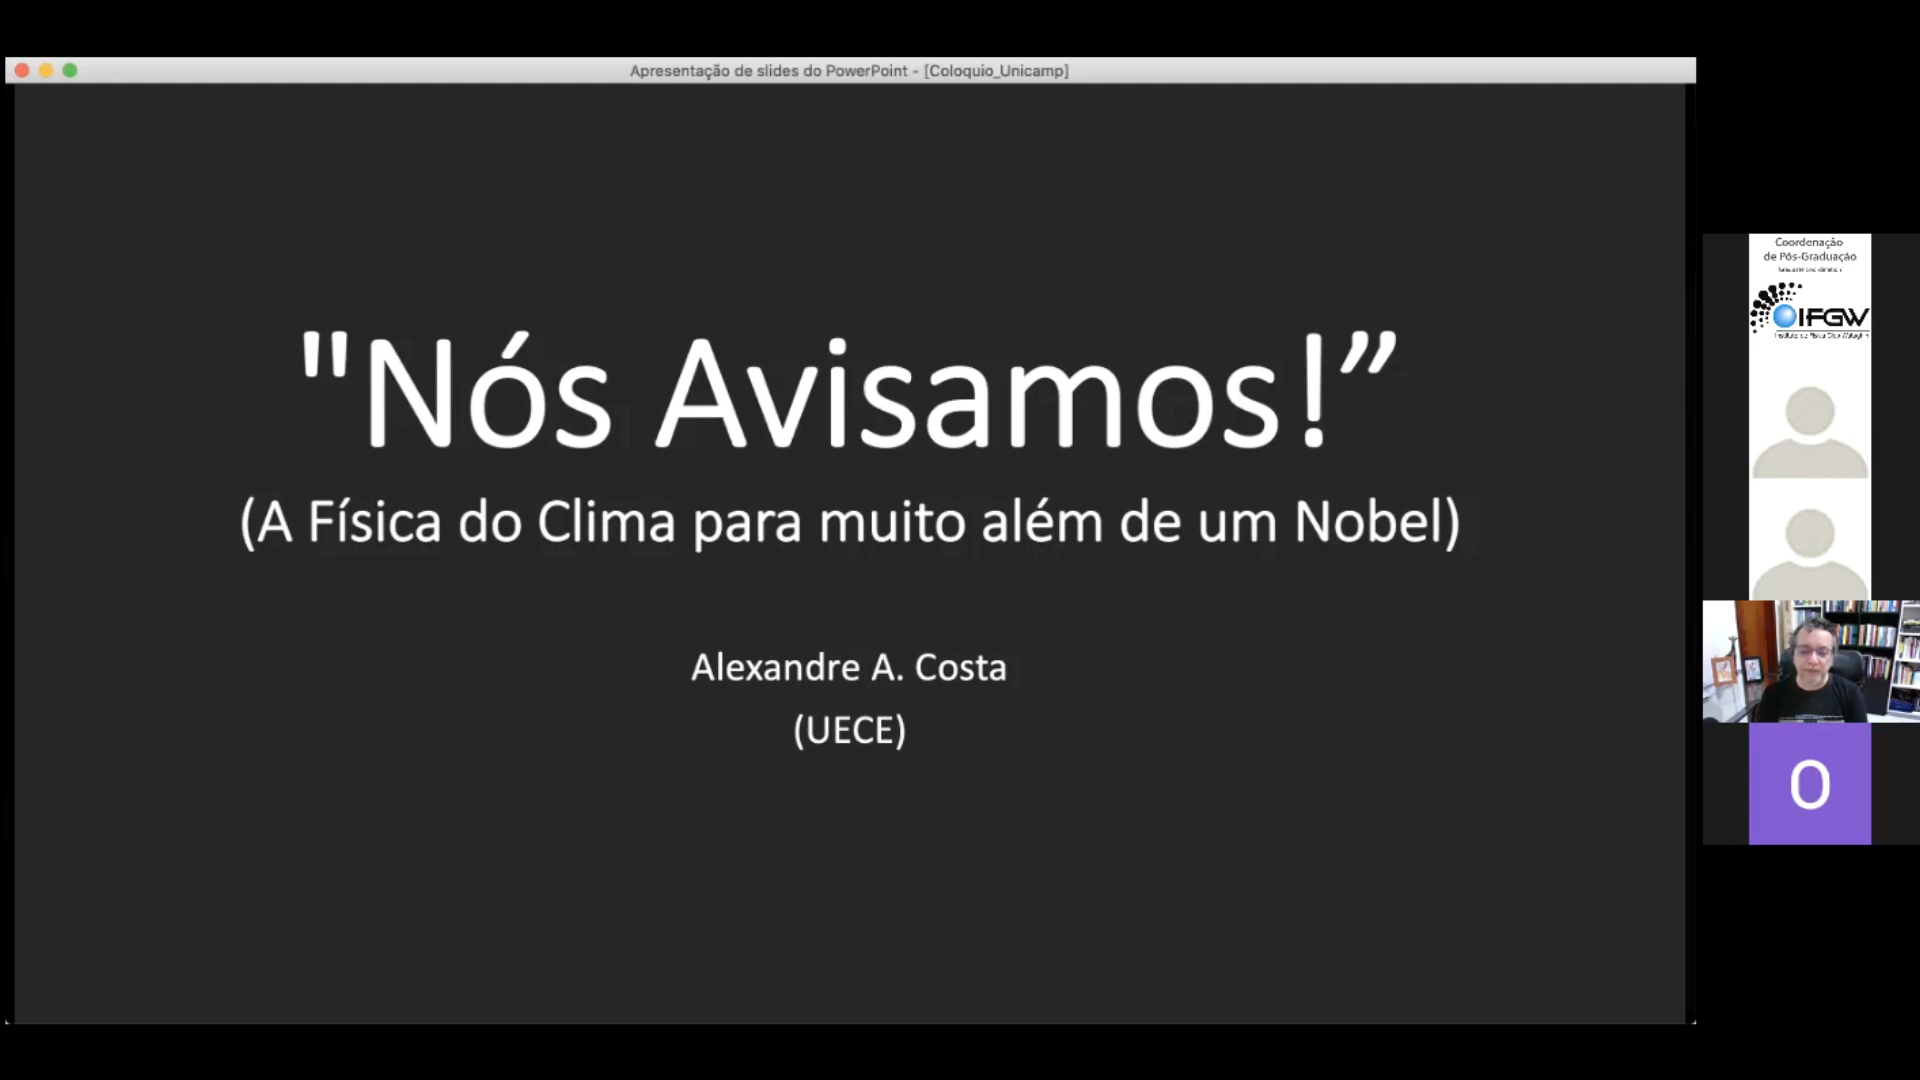 Apresentação de slides do PowerPoint - [Coloquio_Unicamp]
"Nós Avisamos!”
(A Física do Clima para muito além de um Nobel)
Alexandre A. Costa
(UECE)
Coordenação
de Pós-Graduação
IFGW
O